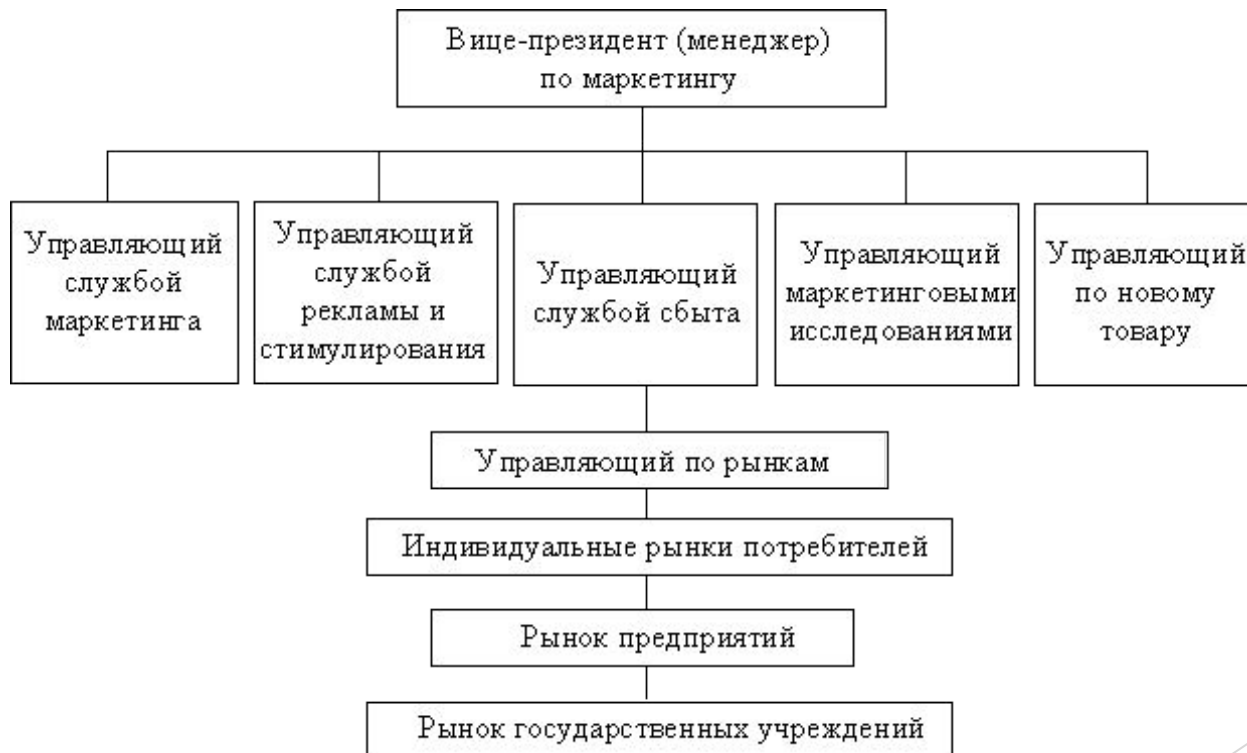 Вице-президент (менеджер)
по маркетингу
Управляющий
службой
маркетинга
Управляющий
службой
рекламы и
стимулирования
Управляющий
службой сбыта
Управляющий
маркетинговыми
исследованиями
Управляющий
по новому
товару
Управляющий по рынкам
Индивидуальные рынки потребителей
Рынок предприятий
Рынок государственных учреждений